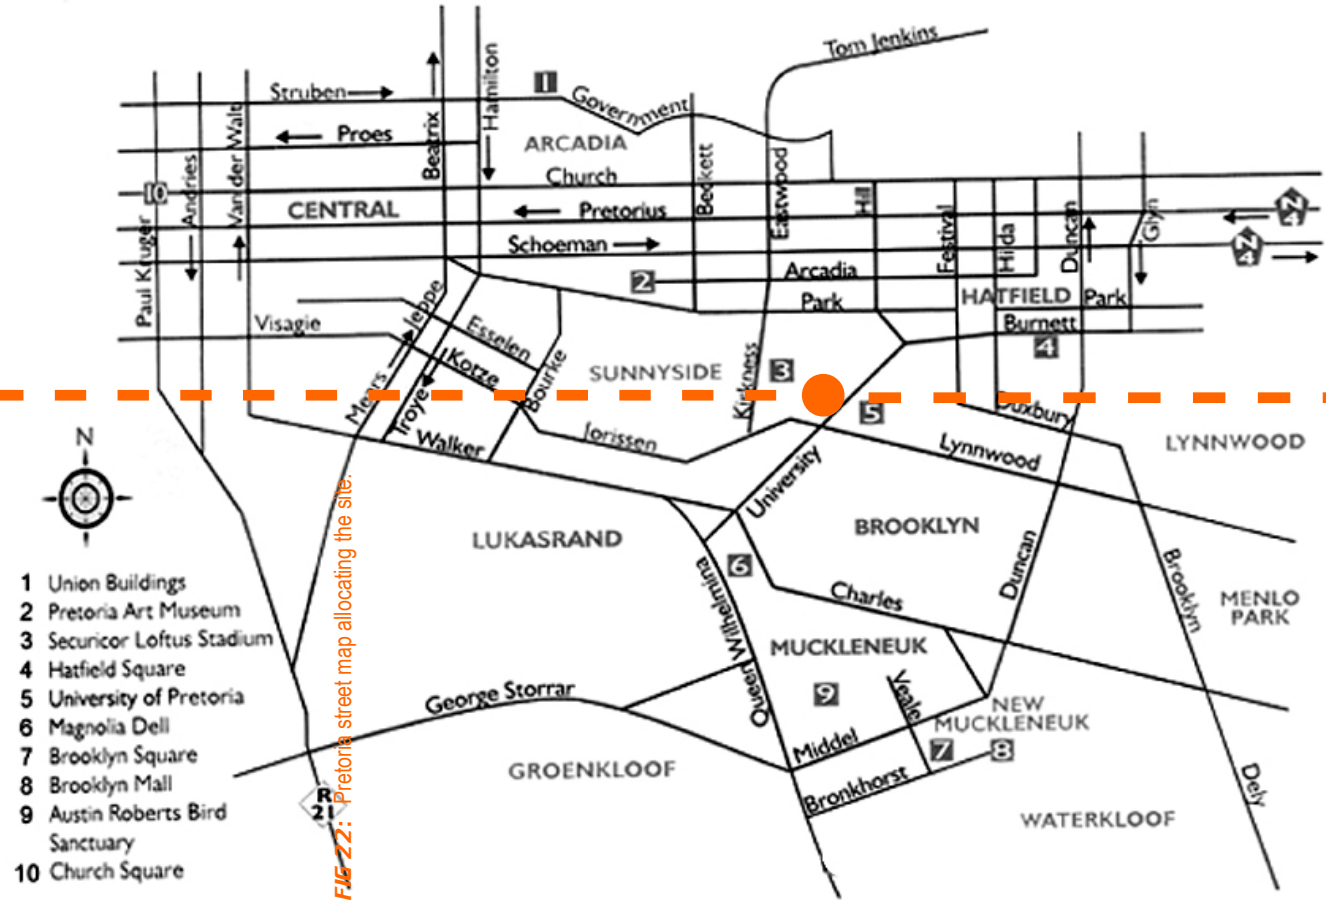 Tom Jenkins
Struben
Government
Hamilton
Beatrix
Proes
ARCADIA
Van der Walt
Andries
Church
Beckett
Eastwood
Hill
10
CENTRAL
Pretorius
N4
Glyn
Duncan
Hilda
Festival
Schoeman
N4
Paul Kruger
Arcadia
2
Park
HATFIELD
Park
Jeppe
Visagie
Esselen
Burnett
4
Kotze
Bourke
SUNNYSIDE
3
Kirkness
Mears
Troye
5
Duxbury
Walker
Jorissen
Lynnwood
LYNNWOOD
N
University
LUKASRAND
BROOKLYN
6
Queen Wilhelmina
Charles
Duncan
Brooklyn
MENLO
PARK
MUCKLENEUK
9
Veale
George Storrar
NEW
MUCKLENEUK
Middel
7
8
Bronkhorst
GROENKLOOF
Dely
WATERKLOOF
R
21
1
1 Union Buildings
2 Pretoria Art Museum
3 Securicor Loftus Stadium
4 Hatfield Square
5 University of Pretoria
6 Magnolia Dell
7 Brooklyn Square
8 Brooklyn Mall
9 Austin Roberts Bird
Sanctuary
10 Church Square
FIG 22: Pretoria street map allocating the site.